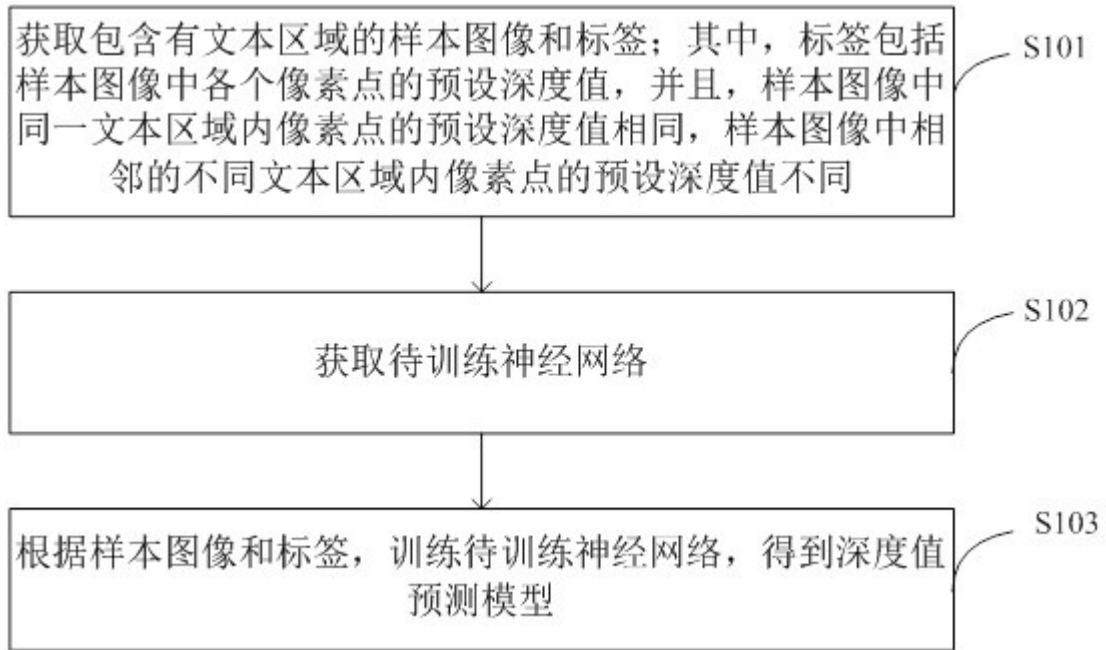 获取包含有文本区域的样本图像和标签；其中，标签包括
样本图像中各个像素点的预设深度值，并且，样本图像中
同一文本区域内像素点的预设深度值相同，样本图像中相
邻的不同文本区域内像素点的预设深度值不同
S101
获取待训练神经网络
S102
根据样本图像和标签，训练待训练神经网络，得到深度值
预测模型
S103